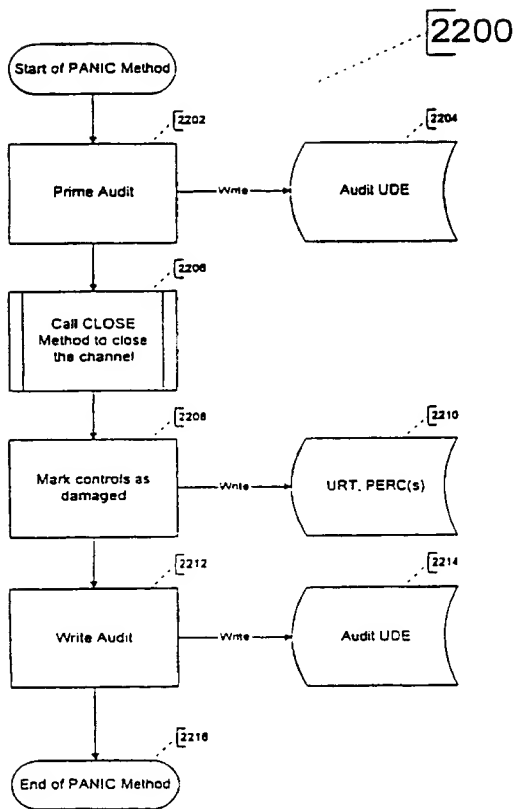 2200
Start of PANIC Method
2202
2204
Prime Audit
Write
Audit UDE
2206
Call CLOSE
Method to close
the channel
2208
2210
Mark controls as
damaged
Write
URT, PERC(s)
2212
2214
Write Audit
Write
Audit UDE
2216
End of PANIC Method